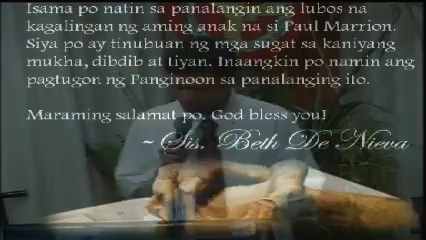 Isama po natin sa panalangin ang lubos na
kagalingan ng aming anak na si Paul Marrion.
Siya po ay tinubuan ng mga sugat sa kaniyang
mukha, dibdib at tiyan. Inaangkin po namin ang
pagtugon ng Panginoon sa panalanging ito.
Maraming salamat po. God bless you!
~ Sis. Beth De Nieva